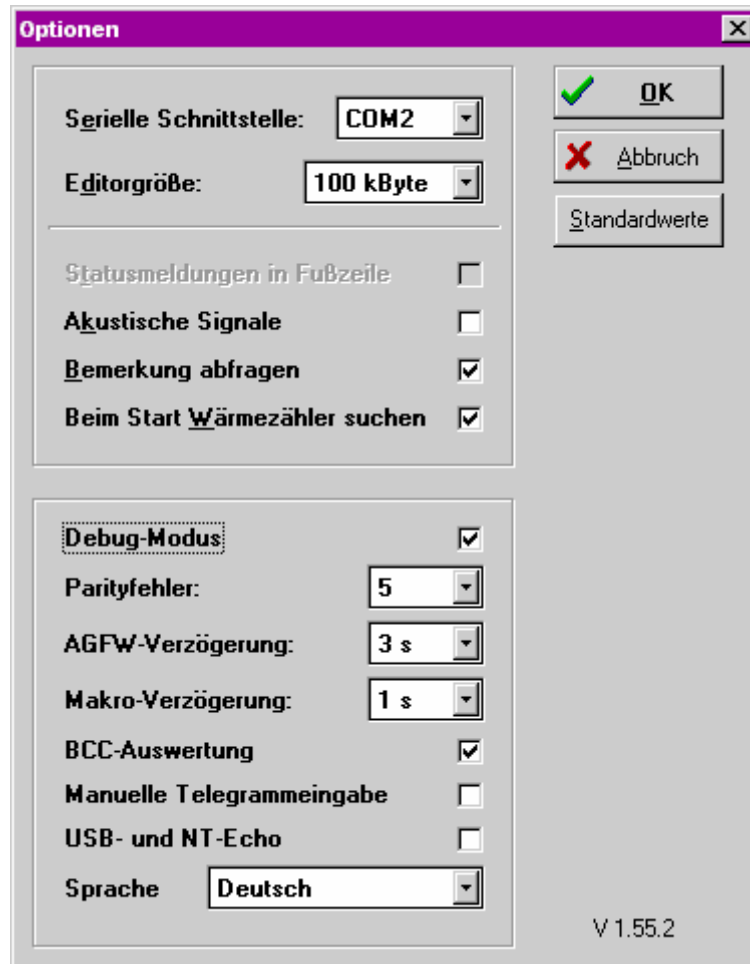 Optionen
Serielle Schnittstelle: COM2
Editorgröße: 100 kByte
Statusmeldungen in Fußzeile
Akustische Signale
Bemerkung abfragen
Beim Start Wärmezähler suchen
OK
Abbruch
Standardwerte
Debug-Modus
Parityfehler: 5
AGFW-Verzögerung: 3 s
Makro-Verzögerung: 1 s
BCC-Auswertung
Manuelle Telegrammeingabe
USB- und NT-Echo
Sprache Deutsch
V 1.55.2